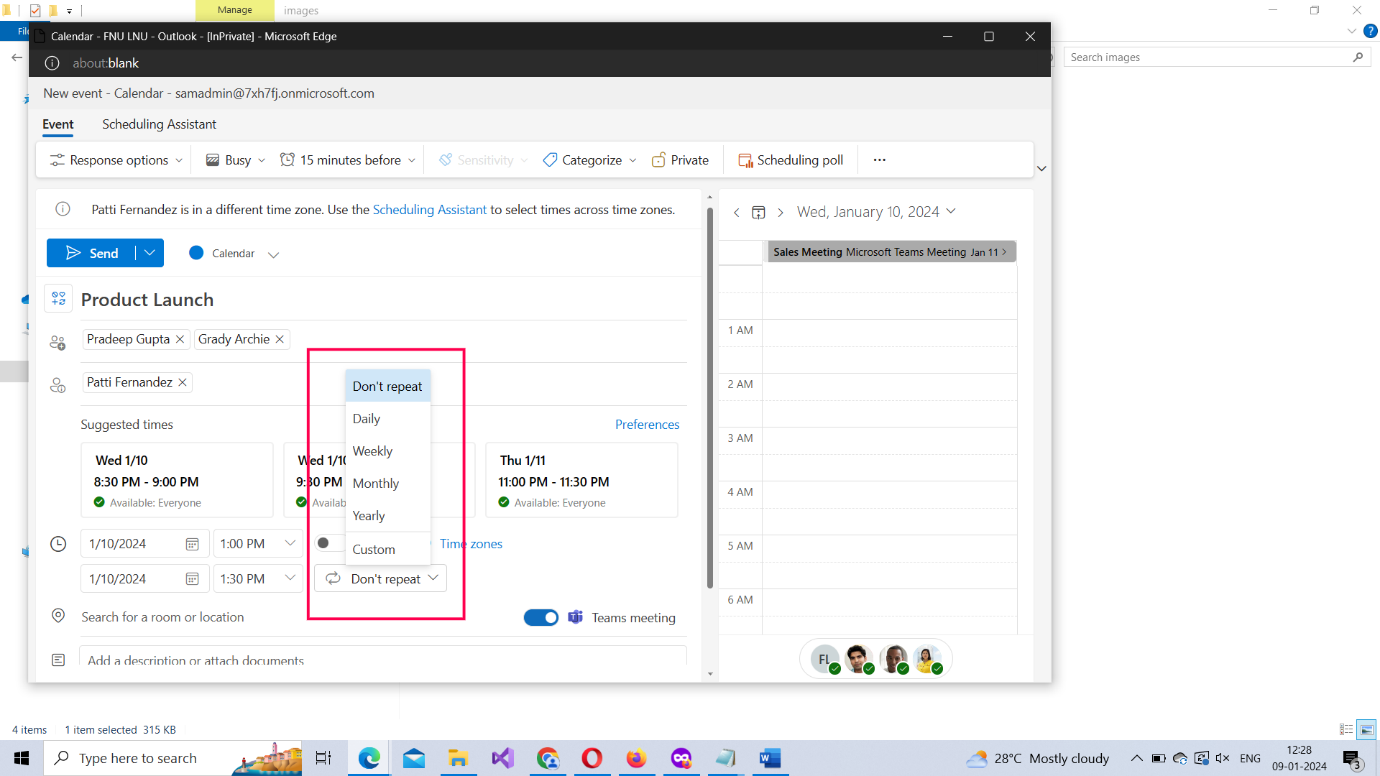 Manage
images
File
Calendar - FNU LNU - Outlook - [InPrivate] - Microsoft Edge
about:blank
Search images
New event - Calendar - samadmin@7xh7fj.onmicrosoft.com
Event Scheduling Assistant
Response options Busy 15 minutes before Sensitivity Categorize Private Scheduling poll ...
Patti Fernandez is in a different time zone. Use the Scheduling Assistant to select times across time zones.
Wed, January 10, 2024
Send Calendar
Sales Meeting Microsoft Teams Meeting Jan 11
Product Launch
Pradeep Gupta Grady Archie
Patti Fernandez
Don't repeat
Daily
Weekly
Monthly
Yearly
Custom
Suggested times Preferences
Wed 1/10
8:30 PM - 9:00 PM
Available: Everyone
Wed 1/10
9:30 PM
Thu 1/11
11:00 PM - 11:30 PM
Available: Everyone
1/10/2024 1:00 PM Time zones
1/10/2024 1:30 PM Don't repeat
Search for a room or location Teams meeting
Add a description or attach documents
1 AM
2 AM
3 AM
4 AM
5 AM
6 AM
FL
4 items 1 item selected 315 KB
Type here to search
28°C Mostly cloudy ENG
12:28
09-01-2024
3